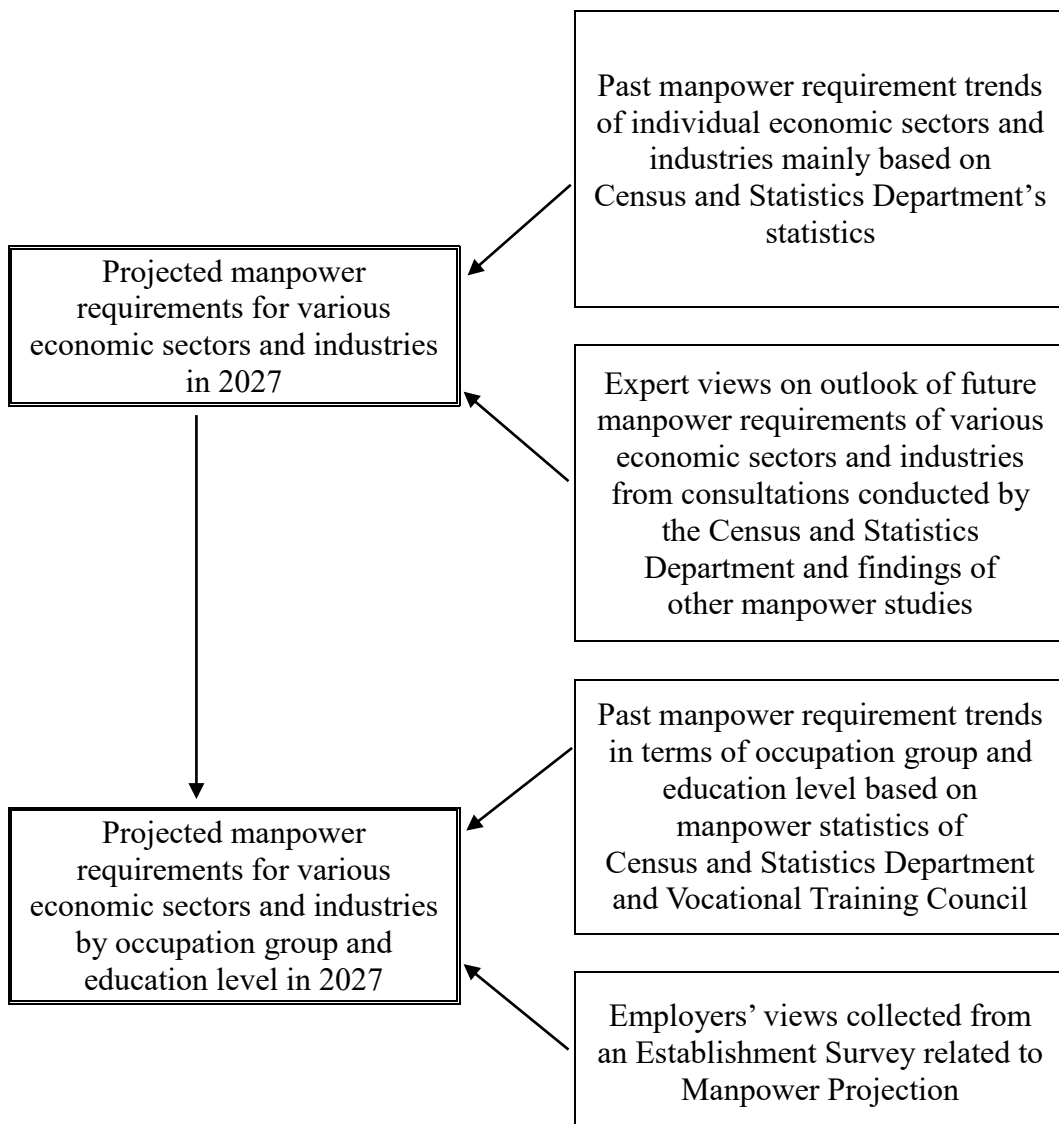 Past manpower requirement trends
of individual economic sectors and
industries mainly based on
Census and Statistics Department’s
statistics
Projected manpower
requirements for various
economic sectors and industries
in 2027
Expert views on outlook of future
manpower requirements of various
economic sectors and industries
from consultations conducted by
the Census and Statistics
Department and findings of
other manpower studies
Past manpower requirement trends
in terms of occupation group and
education level based on
manpower statistics of
Census and Statistics Department
and Vocational Training Council
Projected manpower
requirements for various
economic sectors and industries
by occupation group and
education level in 2027
Employers’ views collected from
an Establishment Survey related to
Manpower Projection